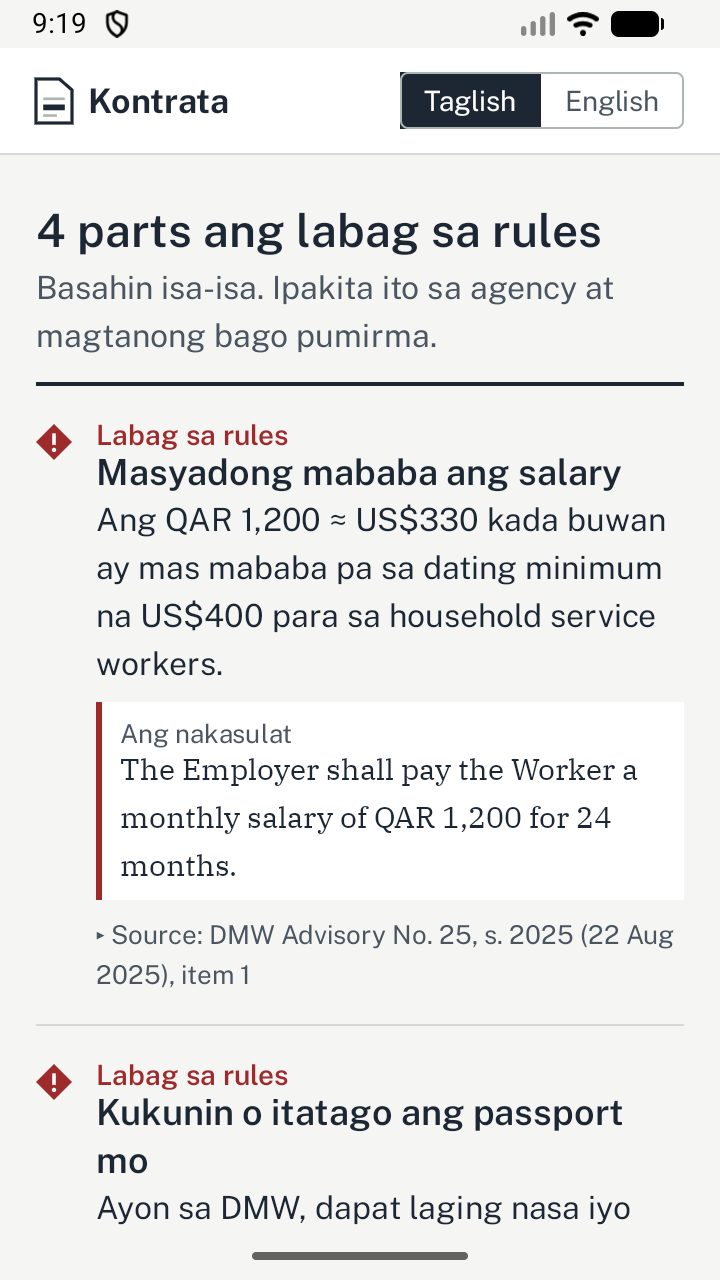 9:19
Kontrata
Taglish
English
4 parts ang labag sa rules
Basahin isa-isa. Ipakita ito sa agency at
magtanong bago pumirma.
Labag sa rules
Masyadong mababa ang salary
Ang QAR 1,200 ≈ US$330 kada buwan
ay mas mababa pa sa dating minimum
na US$400 para sa household service
workers.
Ang nakasulat
The Employer shall pay the Worker a
monthly salary of QAR 1,200 for 24
months.
▸ Source: DMW Advisory No. 25, s. 2025 (22 Aug
2025), item 1
Labag sa rules
Kukunin o itatago ang passport
mo
Ayon sa DMW, dapat laging nasa iyo